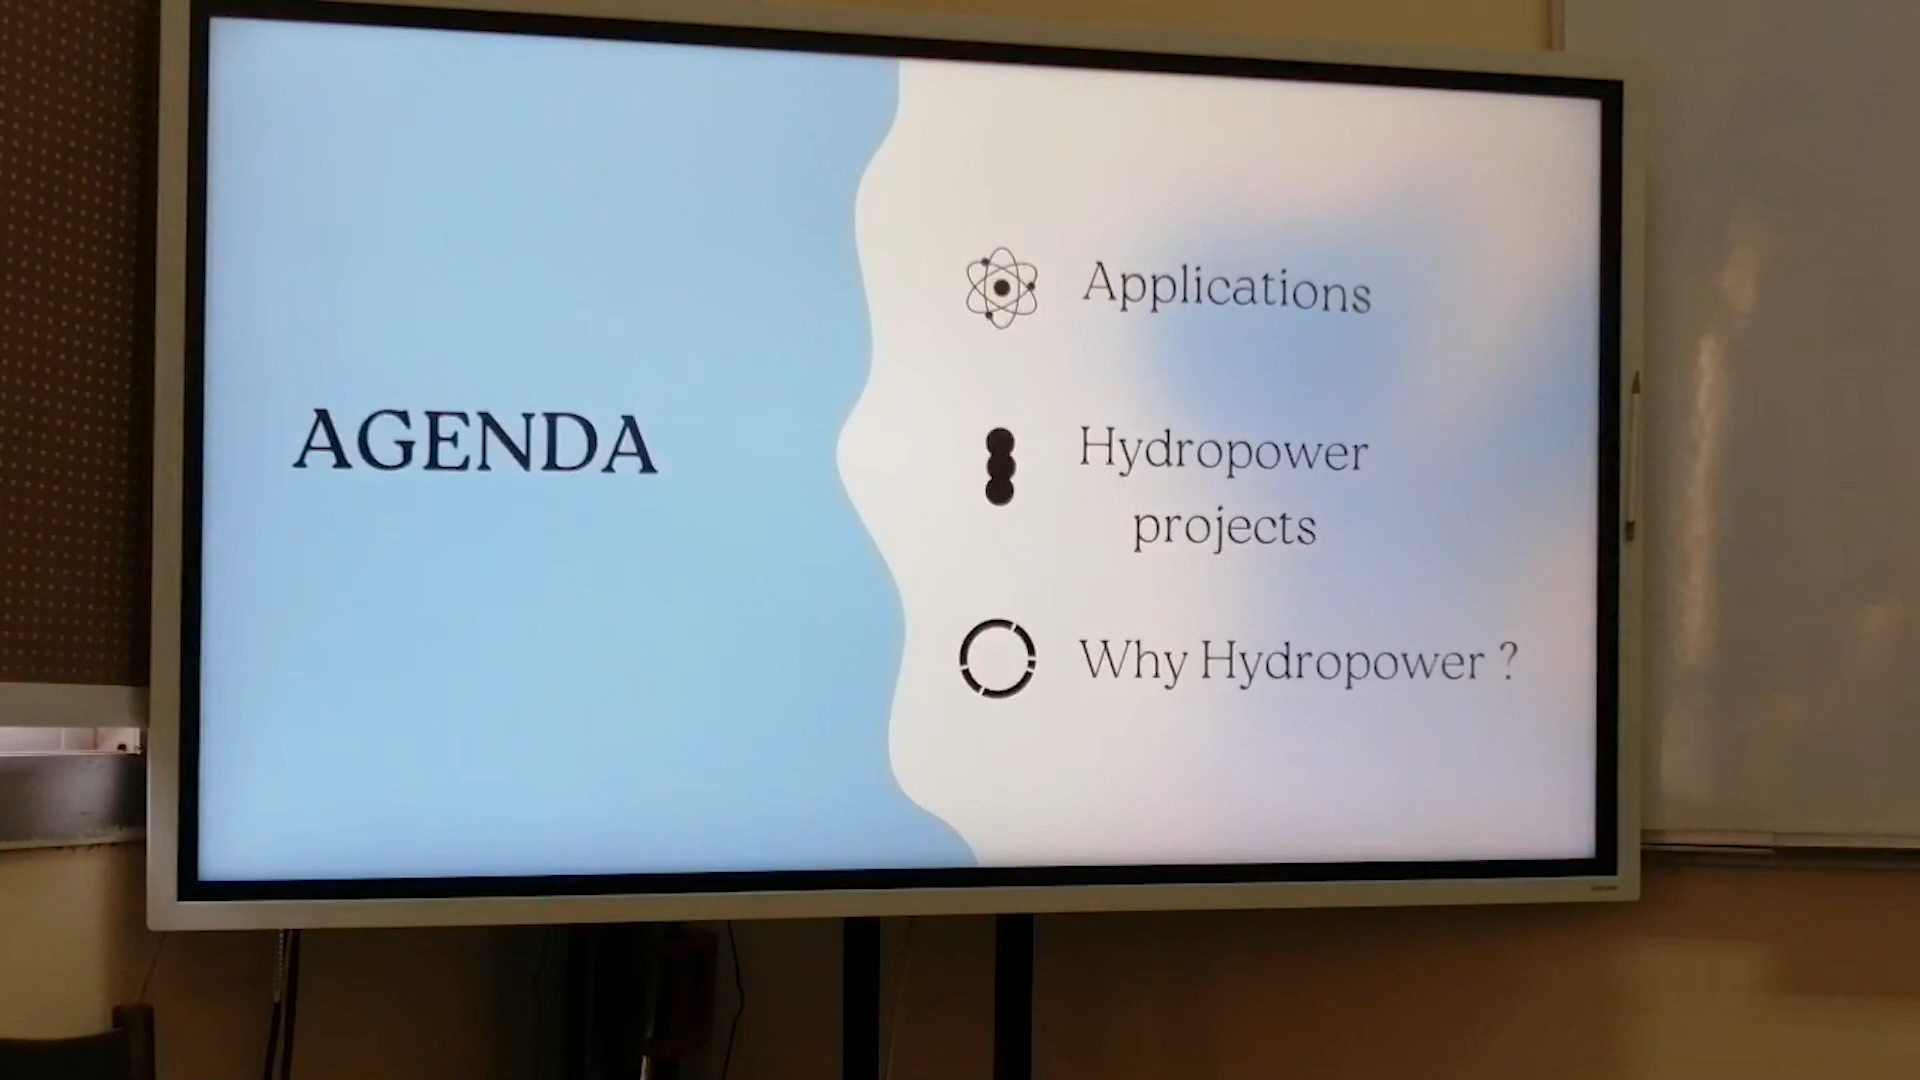 AGENDA
Applications
Hydropower
projects
Why Hydropower ?